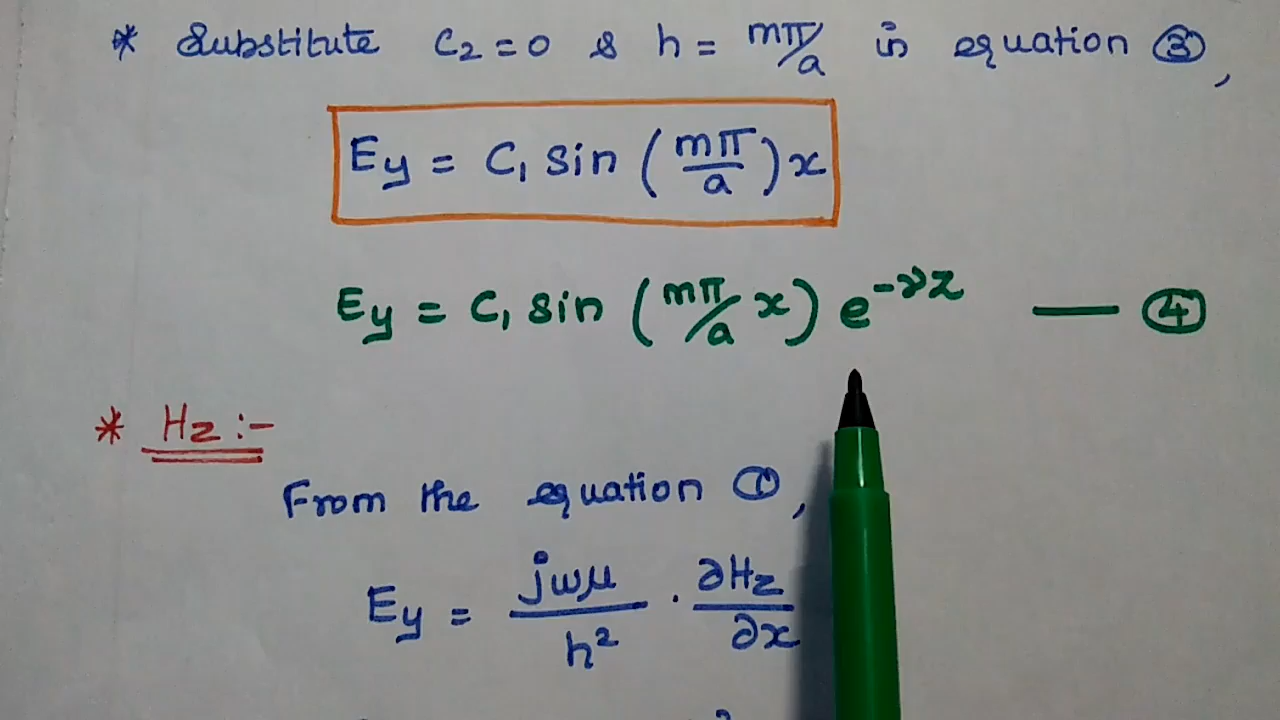 * Substitute C₂ = 0 & h = mπ/a in equation ③,
Ey = C₁ sin (mπ/a) x
Ey = C₁ sin (mπ/a x) e^-γz — ④
* Hz :-
From the equation ①,
Ey = jωμ/h² · ∂Hz/∂x